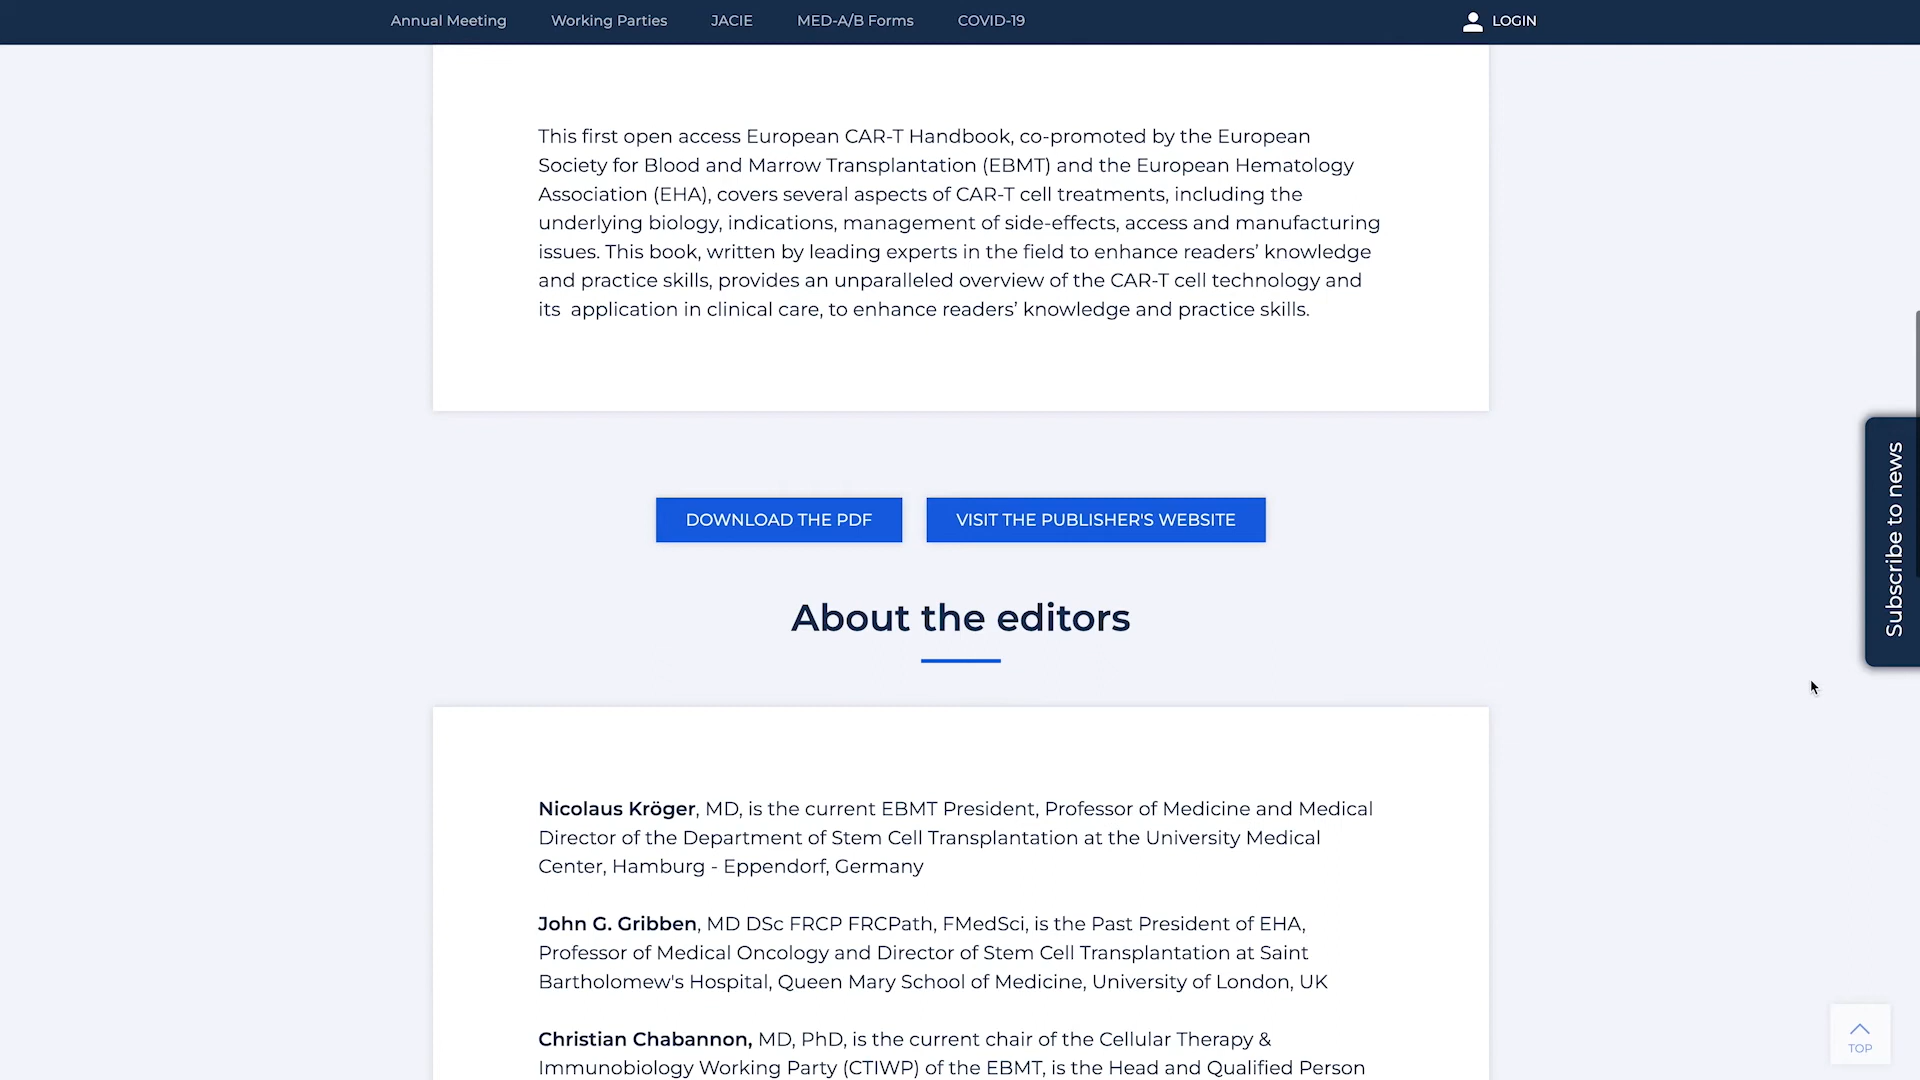 Annual Meeting Working Parties JACIE MED-A/B Forms COVID-19 LOGIN
This first open access European CAR-T Handbook, co-promoted by the European
Society for Blood and Marrow Transplantation (EBMT) and the European Hematology
Association (EHA), covers several aspects of CAR-T cell treatments, including the
underlying biology, indications, management of side-effects, access and manufacturing
issues. This book, written by leading experts in the field to enhance readers’ knowledge
and practice skills, provides an unparalleled overview of the CAR-T cell technology and
its application in clinical care, to enhance readers’ knowledge and practice skills.
DOWNLOAD THE PDF VISIT THE PUBLISHER'S WEBSITE
Subscribe to news
About the editors
Nicolaus Kröger, MD, is the current EBMT President, Professor of Medicine and Medical
Director of the Department of Stem Cell Transplantation at the University Medical
Center, Hamburg - Eppendorf, Germany
John G. Gribben, MD DSc FRCP FRCPath, FMedSci, is the Past President of EHA,
Professor of Medical Oncology and Director of Stem Cell Transplantation at Saint
Bartholomew's Hospital, Queen Mary School of Medicine, University of London, UK
Christian Chabannon, MD, PhD, is the current chair of the Cellular Therapy &
Immunobiology Working Party (CTIWP) of the EBMT, is the Head and Qualified Person
TOP